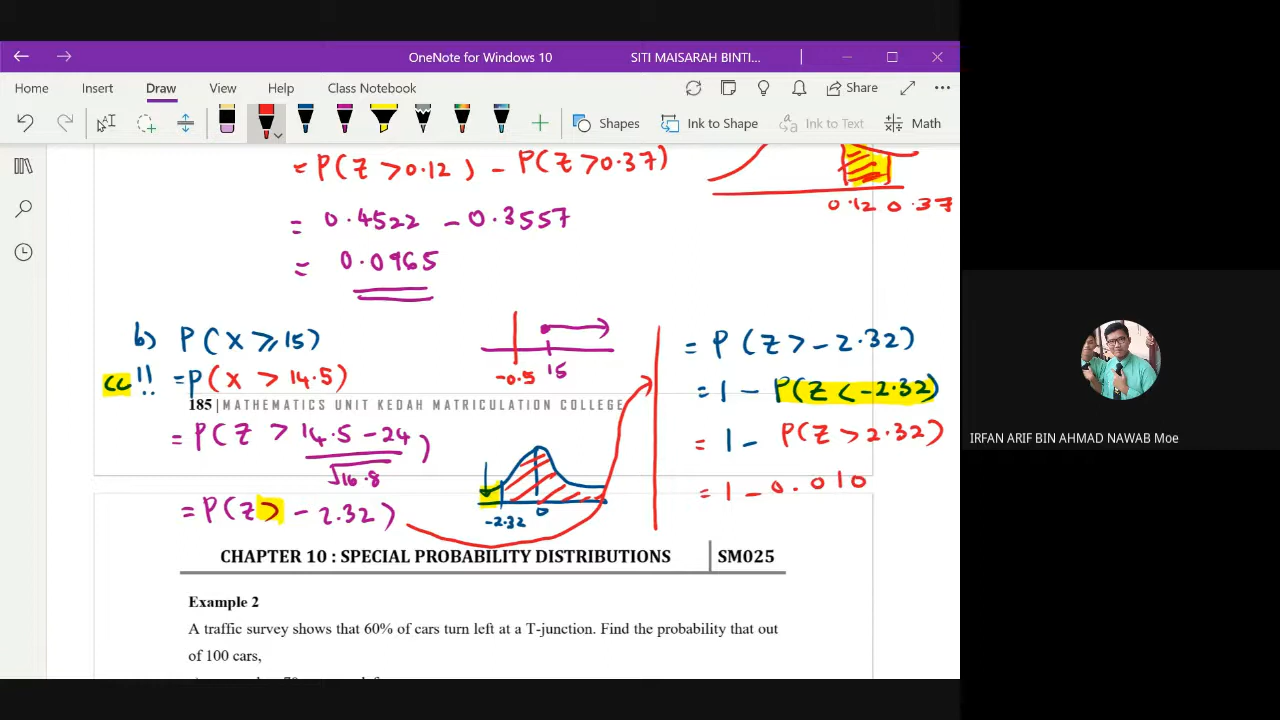 OneNote for Windows 10 SITI MAISARAH BINTI...
Home Insert Draw View Help Class Notebook Share
Shapes Ink to Shape Ink to Text Math
= P(Z > 0.12) - P(Z > 0.37)
0.12 0.37
= 0.4522 - 0.3557
= 0.0965
b) P(X ≥ 15)
-0.5 15
CC !! = P(X > 14.5)
185 | MATHEMATICS UNIT KEDAH MATRICULATION COLLEGE
= P(Z > 14.5 - 24 / √16.8)
= P(Z > - 2.32)
-2.32 0
= P(Z > -2.32)
= 1 - P(Z < -2.32)
= 1 - P(Z > 2.32)
= 1 - 0.010
IRFAN ARIF BIN AHMAD NAWAB Moe
CHAPTER 10 : SPECIAL PROBABILITY DISTRIBUTIONS SM025
Example 2
A traffic survey shows that 60% of cars turn left at a T-junction. Find the probability that out
of 100 cars,